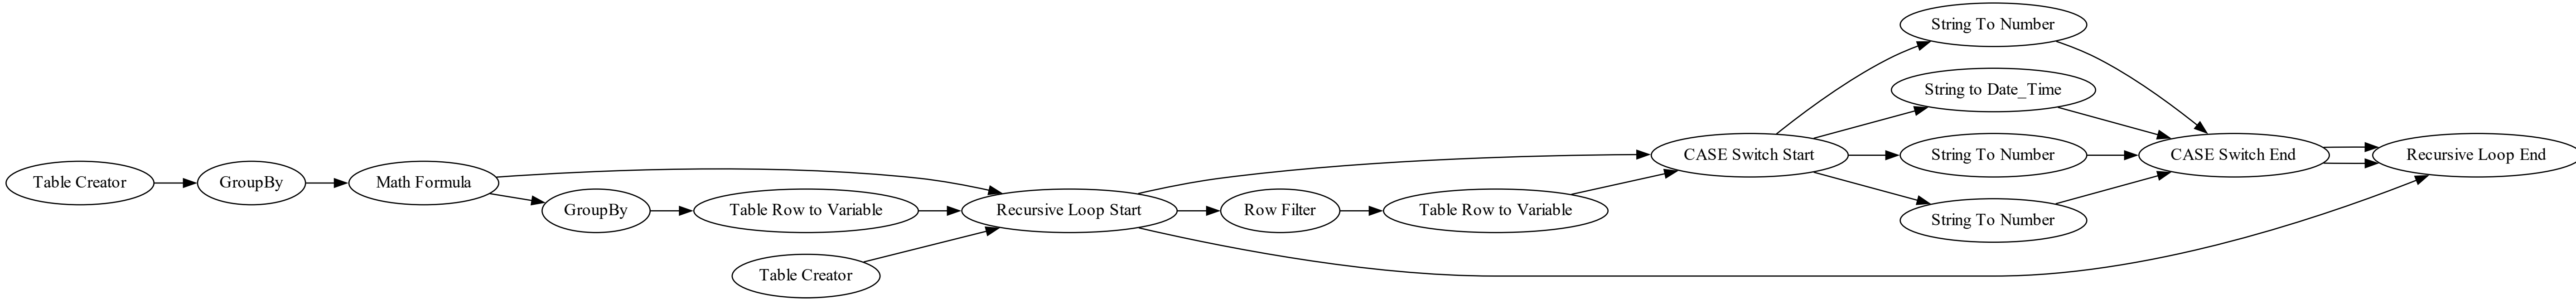 Table Creator
GroupBy
Math Formula
GroupBy
Table Row to Variable
Table Creator
Recursive Loop Start
Row Filter
Table Row to Variable
CASE Switch Start
String To Number
String to Date_Time
String To Number
String To Number
CASE Switch End
Recursive Loop End